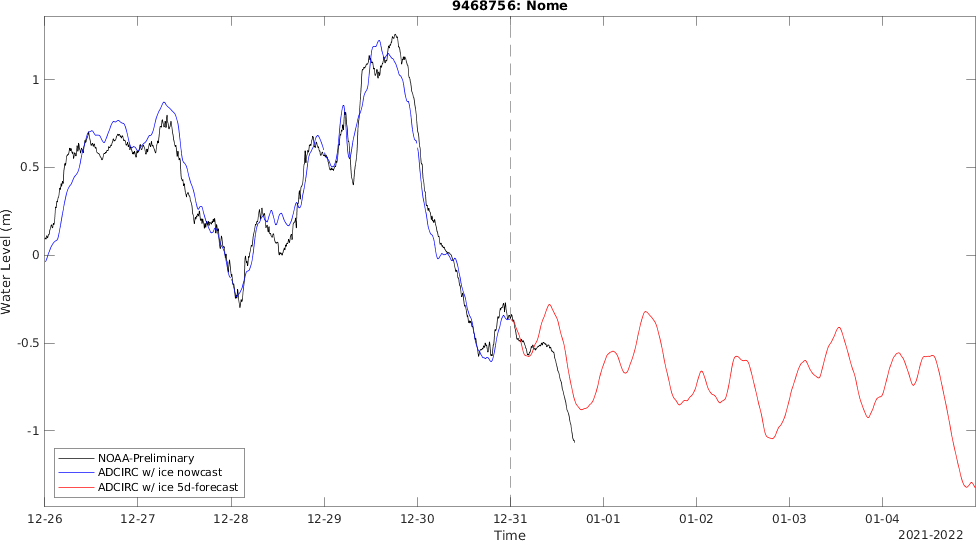 9468756: Nome
Water Level (m)
1
0.5
0
-0.5
-1
NOAA-Preliminary
ADCIRC w/ ice nowcast
ADCIRC w/ ice 5d-forecast
12-26 12-27 12-28 12-29 12-30 12-31 01-01 01-02 01-03 01-04
Time
2021-2022